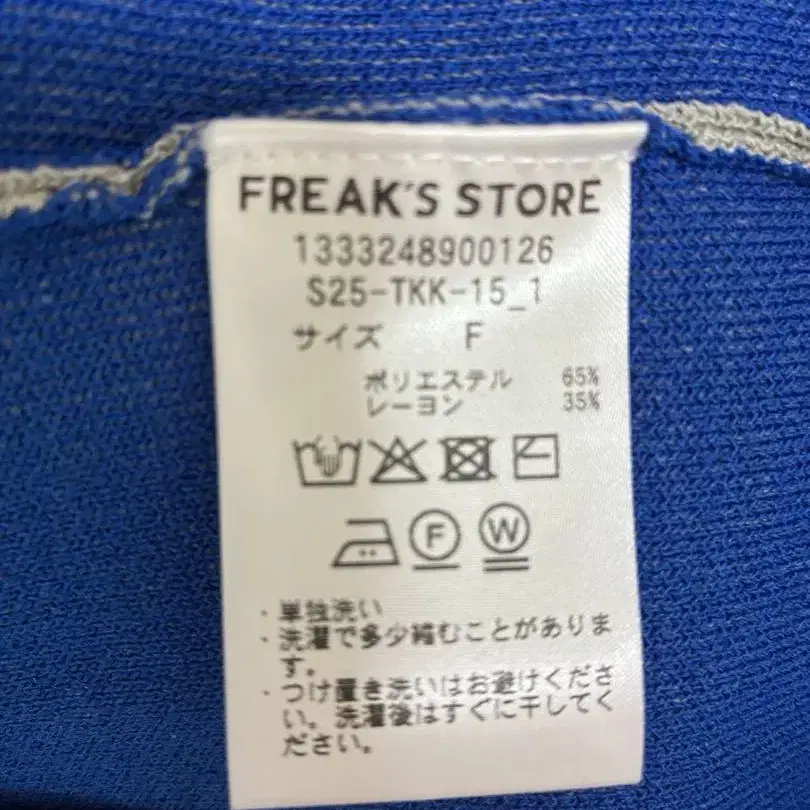 FREAK'S STORE
1333248900126
S25-TKK-15_1
サイズ F
ポリエステル 65%
レーヨン 35%
F W
・単独洗い
・洗濯で多少縮むことがありま
す。
・つけ置き洗いはお避けくださ
い。洗濯後はすぐに干してく
ださい。